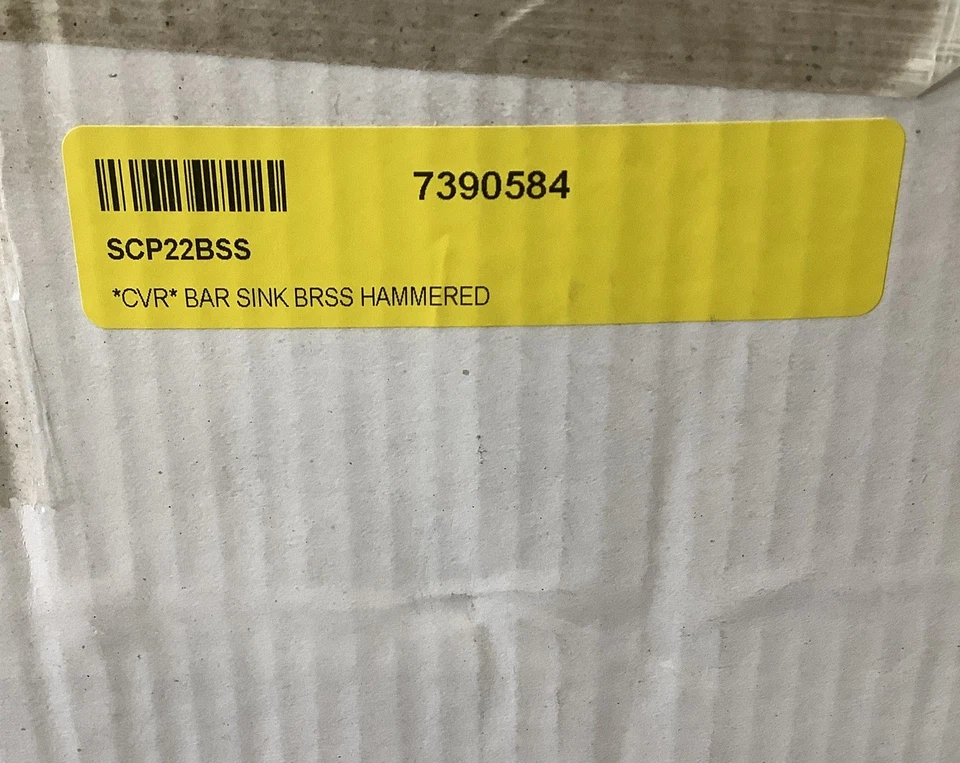 7390584
SCP22BSS
*CVR* BAR SINK BRSS HAMMERED